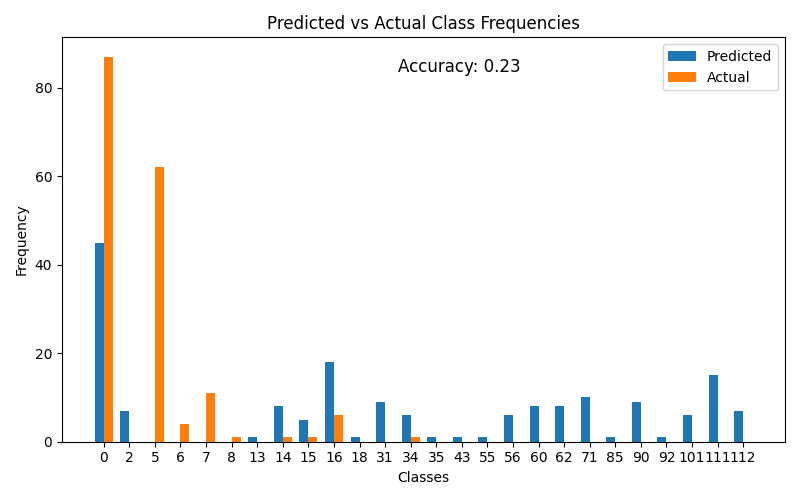 Predicted vs Actual Class Frequencies
Accuracy: 0.23
Predicted
Actual
Frequency
80
60
40
20
0
0 2 5 6 7 8 13 14 15 16 18 31 34 35 43 55 56 60 62 71 85 90 92 101 111 112
Classes